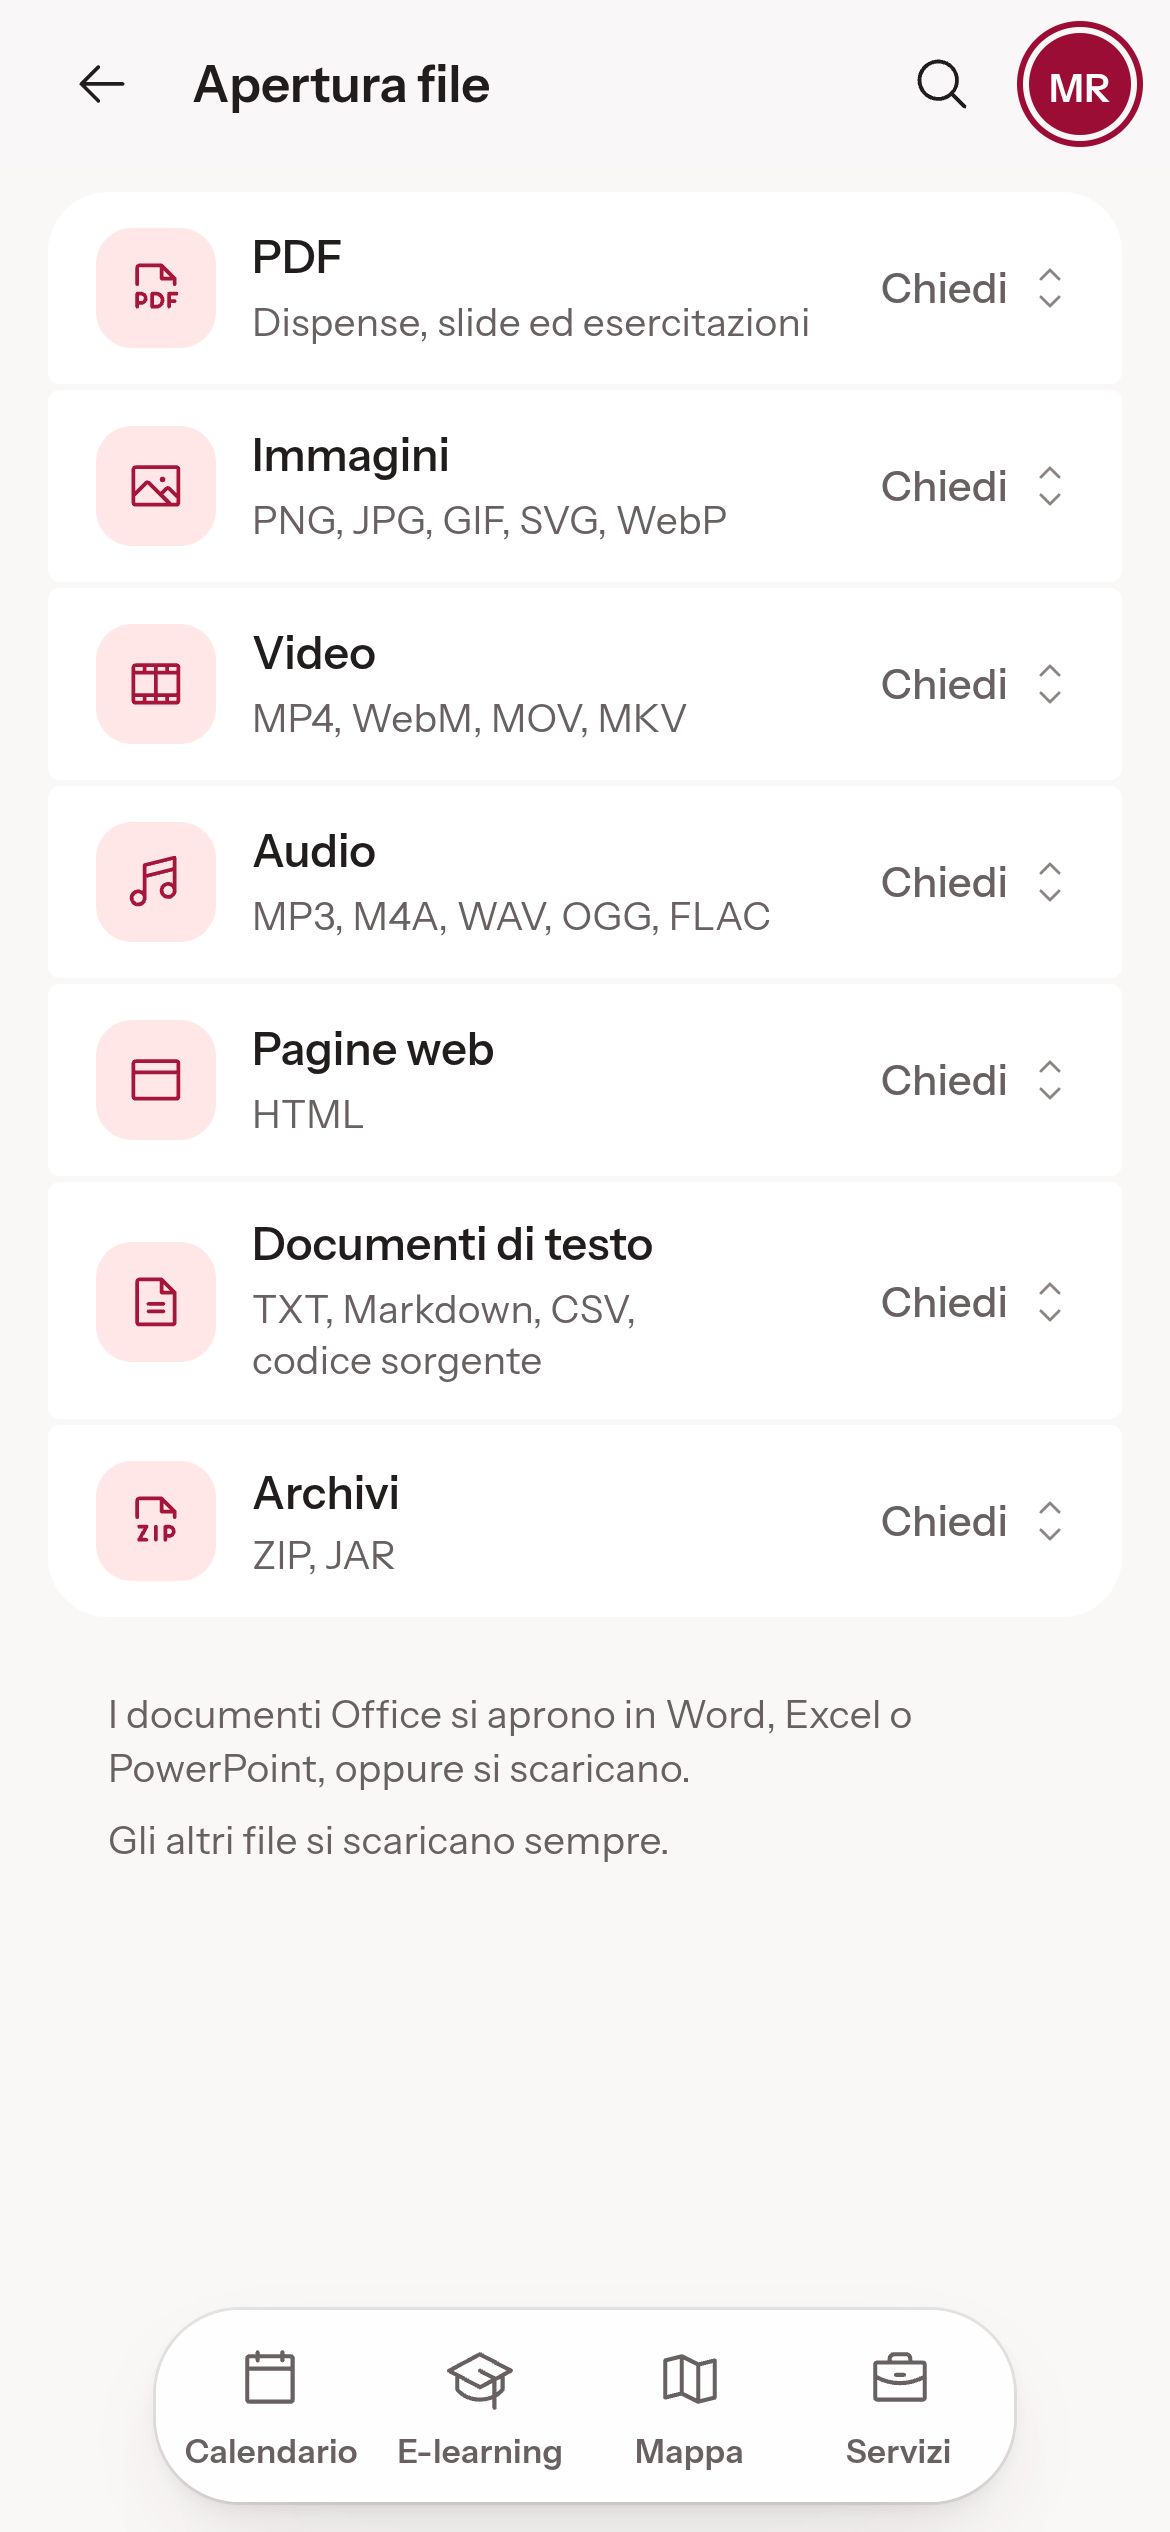 Apertura file
MR
PDF
Dispense, slide ed esercitazioni
Chiedi
Immagini
PNG, JPG, GIF, SVG, WebP
Chiedi
Video
MP4, WebM, MOV, MKV
Chiedi
Audio
MP3, M4A, WAV, OGG, FLAC
Chiedi
Pagine web
HTML
Chiedi
Documenti di testo
TXT, Markdown, CSV,
codice sorgente
Chiedi
Archivi
ZIP, JAR
Chiedi
PDF
ZIP
I documenti Office si aprono in Word, Excel o
PowerPoint, oppure si scaricano.
Gli altri file si scaricano sempre.
Calendario
E-learning
Mappa
Servizi